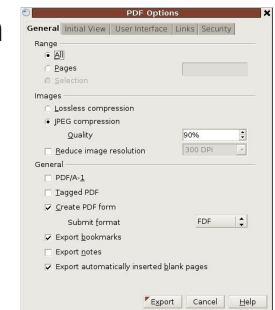 PDF Options
General Initial View User Interface Links Security
Range
All
Pages
Selection
Images
Lossless compression
JPEG compression
Quality 90%
Reduce image resolution 300 DPI
General
PDF/A-1
Tagged PDF
Create PDF form
Submit format FDF
Export bookmarks
Export notes
Export automatically inserted blank pages
Export Cancel Help